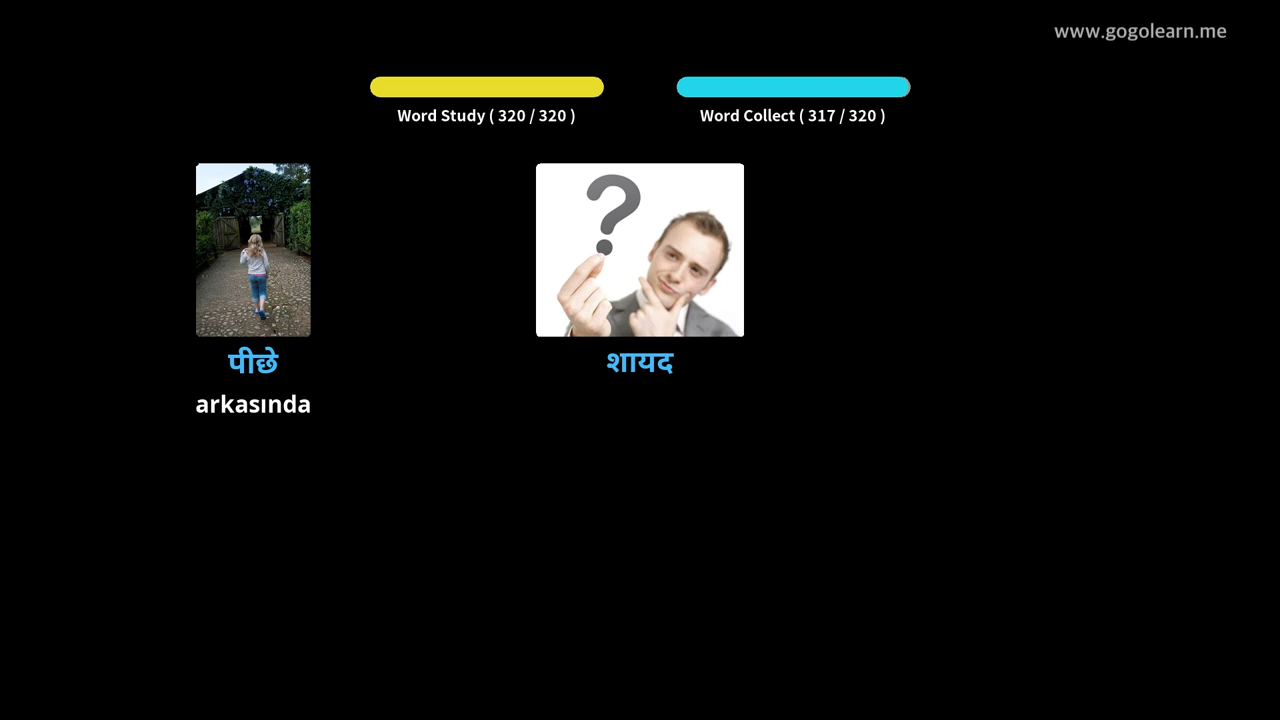 www.gogolearn.me
Word Study ( 320 / 320 )
Word Collect ( 317 / 320 )
पीछे
शायद
arkasında